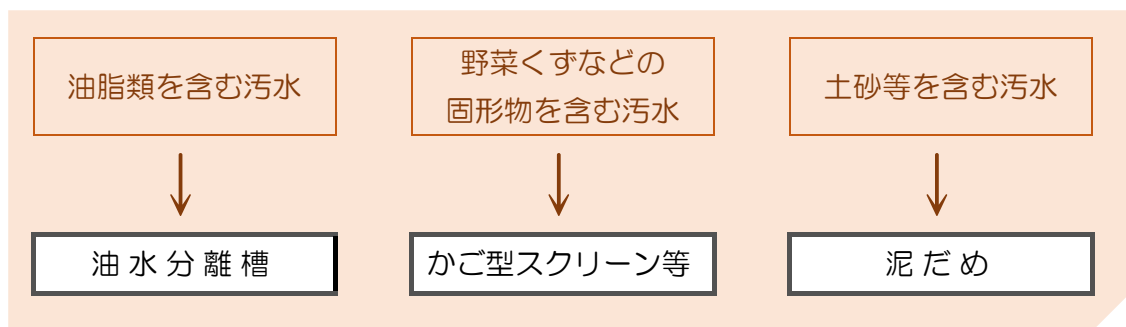 油脂類を含む汚水
野菜くずなどの
固形物を含む汚水
土砂等を含む汚水
油水分離槽
かご型スクリーン等
泥だめ